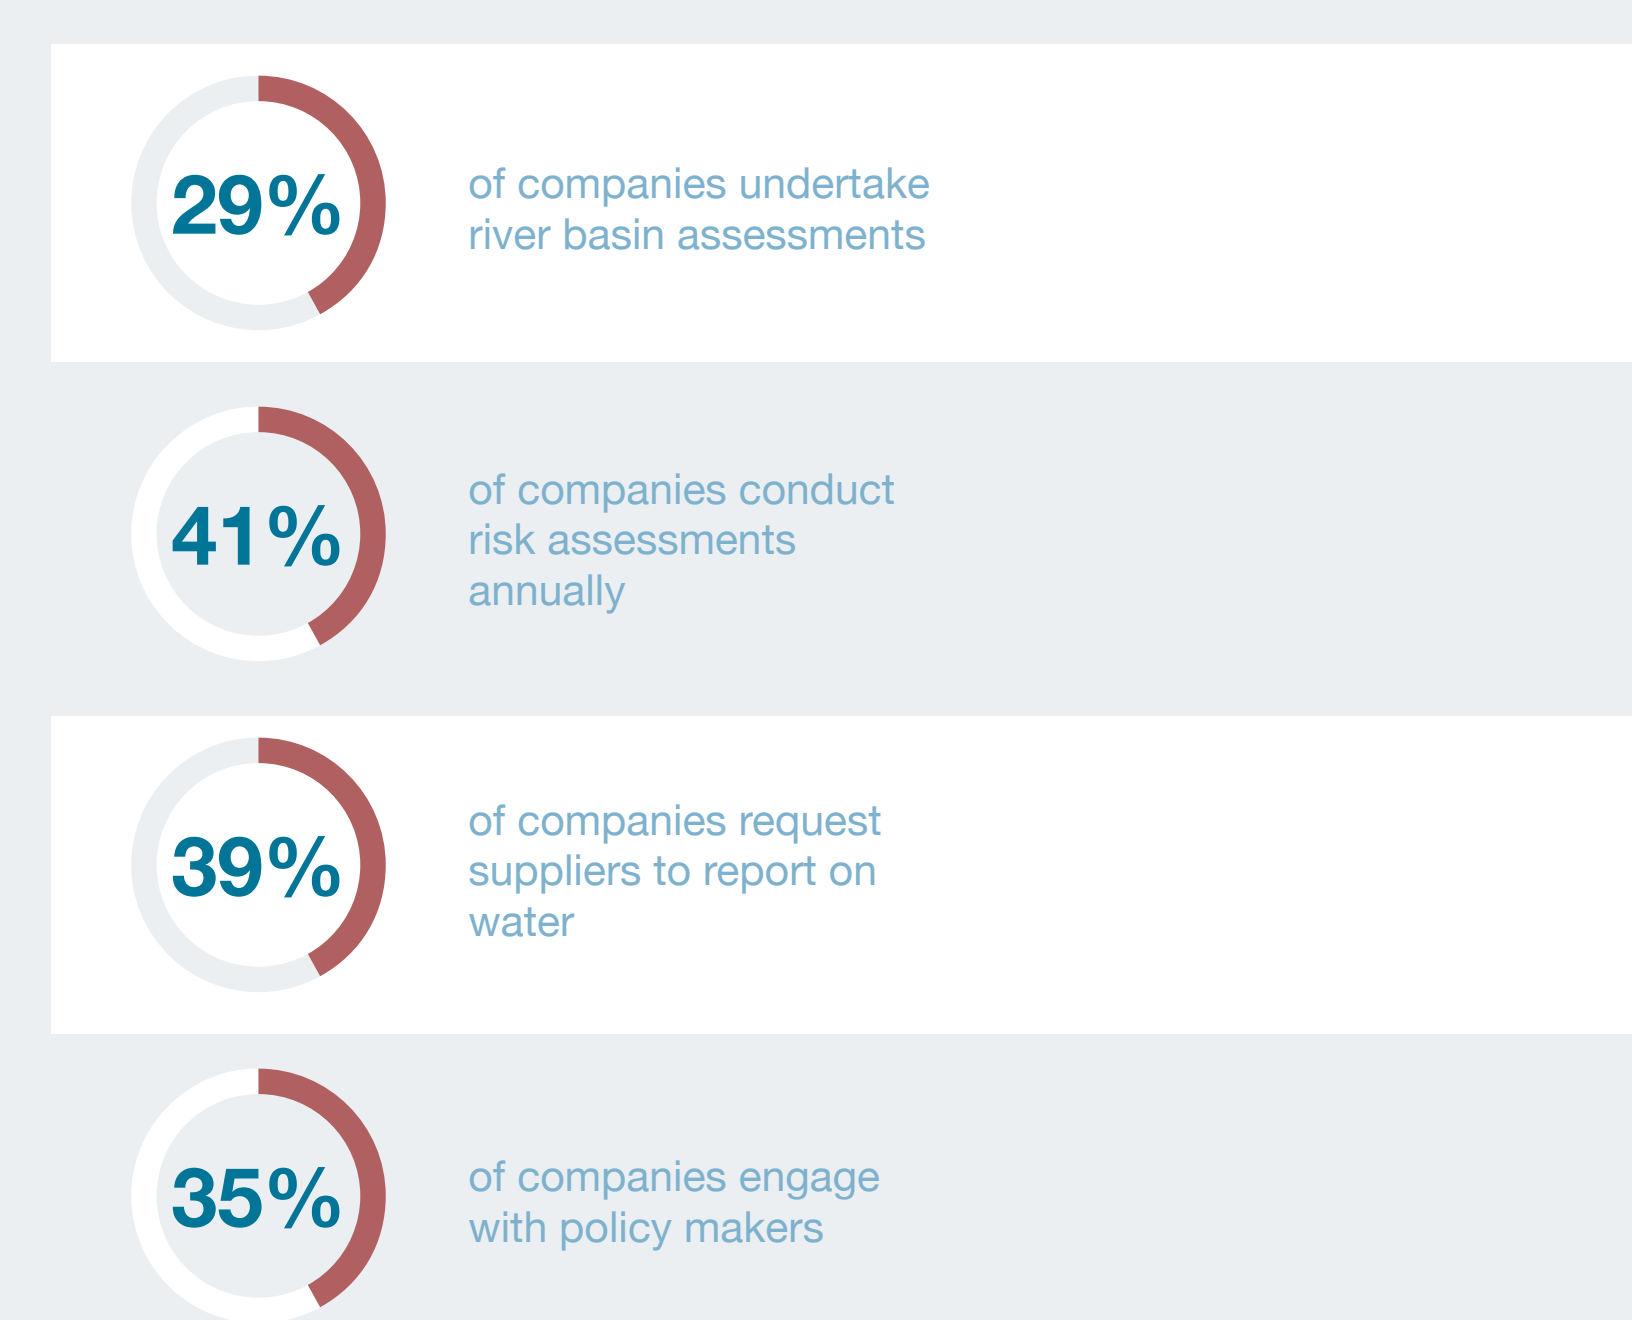 29%
of companies undertake
river basin assessments
41%
of companies conduct
risk assessments
annually
39%
of companies request
suppliers to report on
water
35%
of companies engage
with policy makers